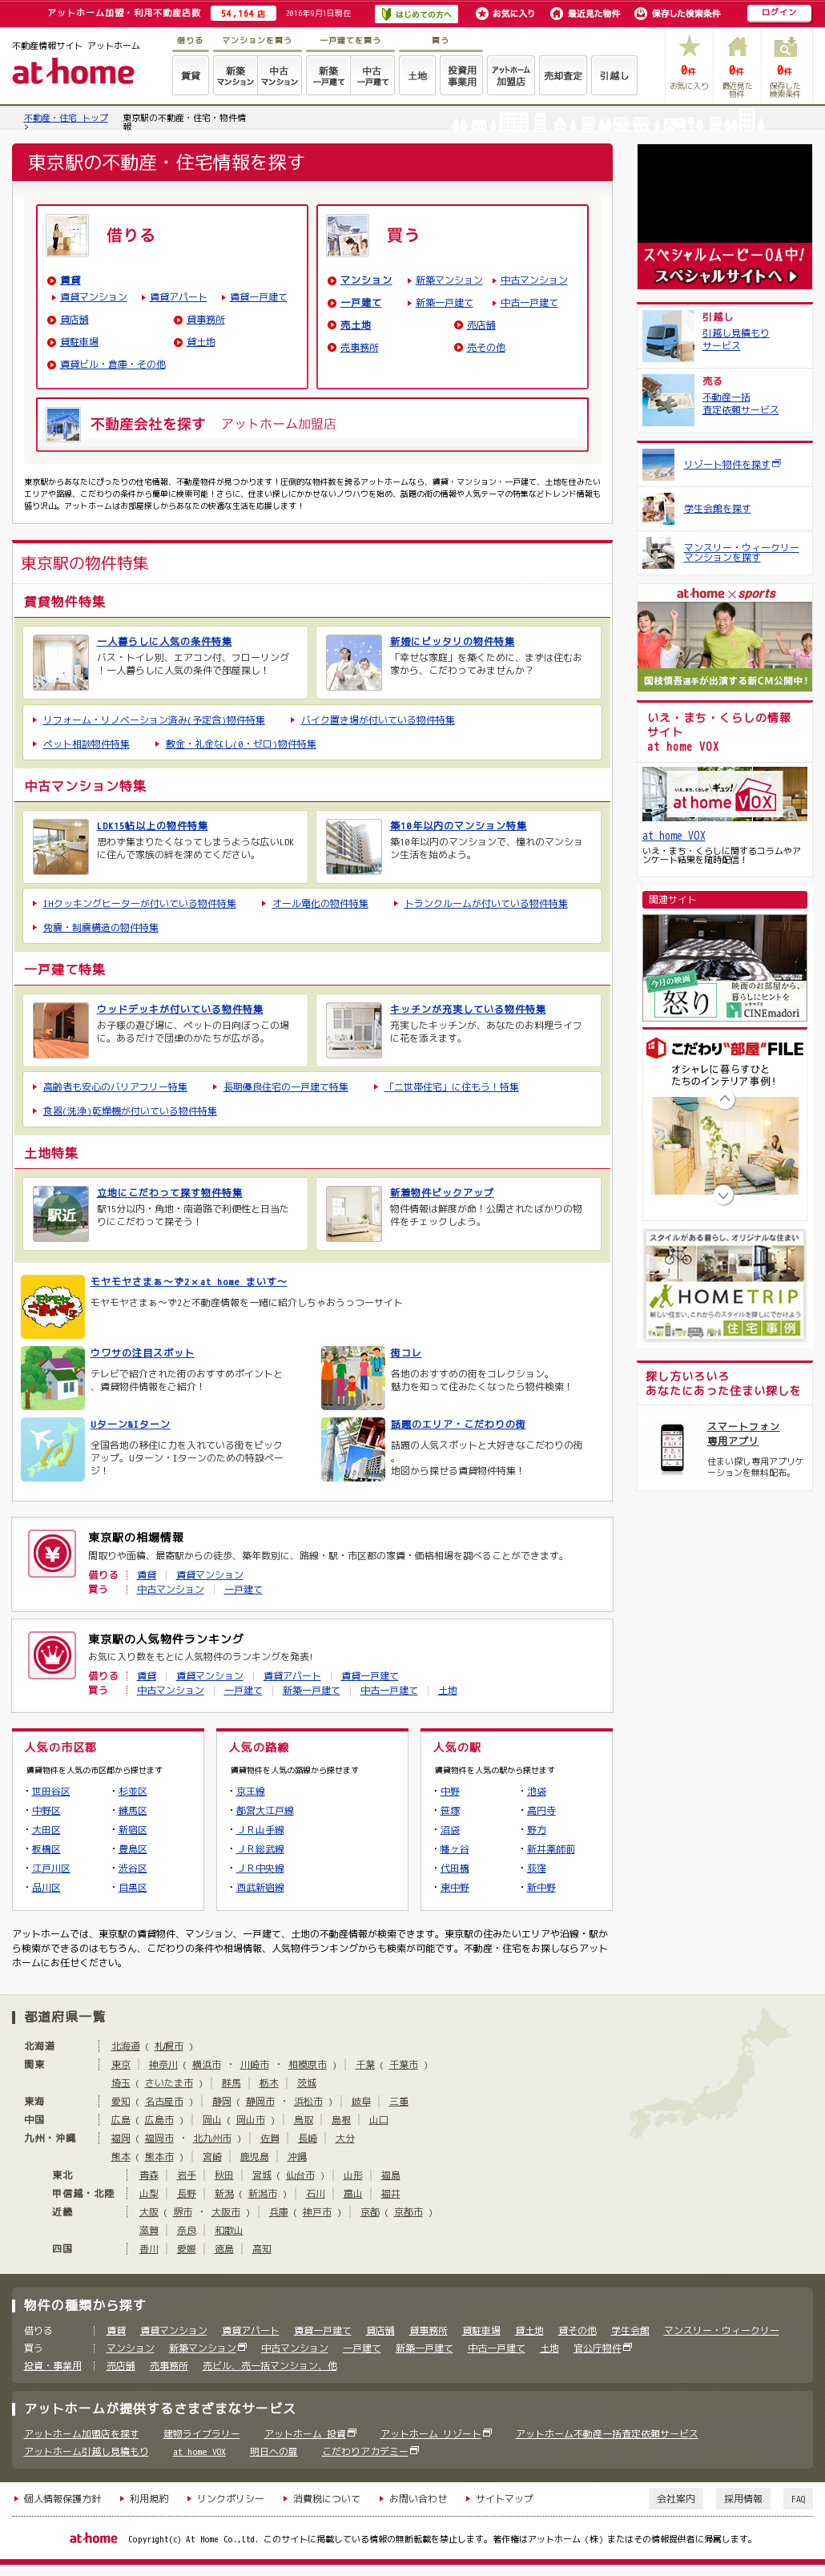 アットホーム加盟・利用不動産店数 54,164 店 2016年9月1日現在 はじめての方へ お気に入り 最近見た物件 保存した検索条件 ログイン
不動産情報サイト アットホーム
at home
借りる マンションを買う 一戸建てを買う 買う
賃貸 新築マンション 中古マンション 新築一戸建て 中古一戸建て 土地 投資用事業用 アットホーム加盟店 売却査定 引越し
0件 お気に入り 0件 最近見た物件 0件 保存した検索条件
不動産・住宅 トップ > 東京駅の不動産・住宅・物件情報
東京駅の不動産・住宅情報を探す
借りる
賃貸
賃貸マンション 賃貸アパート 賃貸一戸建て
貸店舗 貸事務所
貸駐車場 貸土地
賃貸ビル・倉庫・その他
買う
マンション 新築マンション 中古マンション
一戸建て 新築一戸建て 中古一戸建て
売土地 売店舗
売事務所 売その他
不動産会社を探す アットホーム加盟店
東京駅からあなたにぴったりの住宅情報、不動産物件が見つかります！圧倒的な物件数を誇るアットホームなら、賃貸・マンション・一戸建て、土地を住みたい
エリアや路線、こだわりの条件から簡単に検索可能！さらに、住まい探しにかかせないノウハウを始め、話題の街の情報や人気テーマの特集などトレンド情報も
盛り沢山。アットホームはお部屋探しからあなたの快適な生活を応援します！
東京駅の物件特集
賃貸物件特集
一人暮らしに人気の条件特集
バス・トイレ別、エアコン付、フローリング
！一人暮らしに人気の条件で部屋探し！
新婚にピッタリの物件特集
「幸せな家庭」を築くために、まずは住むお
家から、こだわってみませんか？
リフォーム・リノベーション済み(予定含)物件特集 バイク置き場が付いている物件特集
ペット相談物件特集 敷金・礼金なし(0・ゼロ)物件特集
中古マンション特集
LDK15帖以上の物件特集
思わず集まりたくなってしまうような広いLDK
に住んで家族の絆を深めてください。
築10年以内のマンション特集
築10年以内のマンションで、憧れのマンショ
ン生活を始めよう。
IHクッキングヒーターが付いている物件特集 オール電化の物件特集 トランクルームが付いている物件特集
免震・制震構造の物件特集
一戸建て特集
ウッドデッキが付いている物件特集
お子様の遊び場に、ペットの日向ぼっこの場
に。あるだけで団欒のかたちが広がる。
キッチンが充実している物件特集
充実したキッチンが、あなたのお料理ライフ
に花を添えます。
高齢者も安心のバリアフリー特集 長期優良住宅の一戸建て特集 「二世帯住宅」に住もう！特集
食器(洗浄)乾燥機が付いている物件特集
土地特集
駅近
立地にこだわって探す物件特集
駅15分以内・角地・南道路で利便性と日当た
りにこだわって探そう！
新着物件ピックアップ
物件情報は鮮度が命！公開されたばかりの物
件をチェックしよう。
モヤモヤさまぁ～ず2×at home まいす～
モヤモヤさまぁ～ず2と不動産情報を一緒に紹介しちゃおうっつーサイト
ウワサの注目スポット
テレビで紹介された街のおすすめポイントと
、賃貸物件情報をご紹介！
街コレ
各地のおすすめの街をコレクション。
魅力を知って住みたくなったら物件検索！
Uターン&Iターン
全国各地の移住に力を入れている街をピック
アップ。Uターン・Iターンのための特設ペー
ジ！
話題のエリア・こだわりの街
話題の人気スポットと大好きなこだわりの街
。
地図から探せる賃貸物件特集！
東京駅の相場情報
間取りや面積、最寄駅からの徒歩、築年数別に、路線・駅・市区郡の家賃・価格相場を調べることができます。
借りる 賃貸 賃貸マンション
買う 中古マンション 一戸建て
東京駅の人気物件ランキング
お気に入り数をもとに人気物件のランキングを発表!
借りる 賃貸 賃貸マンション 賃貸アパート 賃貸一戸建て
買う 中古マンション 一戸建て 新築一戸建て 中古一戸建て 土地
人気の市区郡
賃貸物件を人気の市区郡から探せます
・世田谷区 ・杉並区
・中野区 ・練馬区
・大田区 ・新宿区
・板橋区 ・豊島区
・江戸川区 ・渋谷区
・品川区 ・目黒区
人気の路線
賃貸物件を人気の路線から探せます
・京王線
・都営大江戸線
・ＪＲ山手線
・ＪＲ総武線
・ＪＲ中央線
・西武新宿線
人気の駅
賃貸物件を人気の駅から探せます
・中野 ・池袋
・笹塚 ・高円寺
・沼袋 ・野方
・幡ヶ谷 ・新井薬師前
・代田橋 ・荻窪
・東中野 ・新中野
アットホームでは、東京駅の賃貸物件、マンション、一戸建て、土地の不動産情報が検索できます。東京駅の住みたいエリアや沿線・駅か
ら検索ができるのはもちろん、こだわりの条件や相場情報、人気物件ランキングからも検索が可能です。不動産・住宅をお探しならアット
ホームにお任せください。
スペシャルムービーOA中!
スペシャルサイトへ
引越し
引越し見積もり
サービス
売る
不動産一括
査定依頼サービス
リゾート物件を探す
学生会館を探す
マンスリー・ウィークリー
マンションを探す
at home × sports
国枝慎吾選手が出演する新CM公開中！
いえ・まち・くらしの情報
サイト
at home VOX
いえ、まち、くらしにギュッ!
at home VOX
at home VOX
いえ・まち・くらしに関するコラムやア
ンケート結果を随時配信！
関連サイト
今月の映画 怒り
映画のお部屋から、
暮らしにヒントを
シネマドリ CINEmadori
こだわり"部屋"FILE
オシャレに暮らすひと
たちのインテリア事例！
スタイルがある暮らし、オリジナルな住まい
HOMETRIP
新しい住まい、これからのスタイルを探しにでかけよう
住宅事例
探し方いろいろ
あなたにあった住まい探しを
スマートフォン
専用アプリ
住まい探し専用アプリケ
ーションを無料配布。
都道府県一覧
北海道 北海道 ( 札幌市 )
関東 東京 神奈川 ( 横浜市 ・ 川崎市 ・ 相模原市 ) 千葉 ( 千葉市 )
埼玉 ( さいたま市 ) 群馬 栃木 茨城
東海 愛知 ( 名古屋市 ) 静岡 ( 静岡市 ・ 浜松市 ) 岐阜 三重
中国 広島 ( 広島市 ) 岡山 ( 岡山市 ) 鳥取 島根 山口
九州・沖縄 福岡 ( 福岡市 ・ 北九州市 ) 佐賀 長崎 大分
熊本 ( 熊本市 ) 宮崎 鹿児島 沖縄
東北 青森 岩手 秋田 宮城 ( 仙台市 ) 山形 福島
甲信越・北陸 山梨 長野 新潟 ( 新潟市 ) 石川 富山 福井
近畿 大阪 ( 堺市 ・ 大阪市 ) 兵庫 ( 神戸市 ) 京都 ( 京都市 )
滋賀 奈良 和歌山
四国 香川 愛媛 徳島 高知
物件の種類から探す
借りる 賃貸 賃貸マンション 賃貸アパート 賃貸一戸建て 貸店舗 貸事務所 貸駐車場 貸土地 貸その他 学生会館 マンスリー・ウィークリー
買う マンション 新築マンション 中古マンション 一戸建て 新築一戸建て 中古一戸建て 土地 官公庁物件
投資・事業用 売店舗 売事務所 売ビル、売一括マンション、他
アットホームが提供するさまざまなサービス
アットホーム加盟店を探す 建物ライブラリー アットホーム 投資 アットホーム リゾート アットホーム不動産一括査定依頼サービス
アットホーム引越し見積もり at home VOX 明日への扉 こだわりアカデミー
個人情報保護方針 利用規約 リンクポリシー 消費税について お問い合わせ サイトマップ 会社案内 採用情報 FAQ
at home Copyright(c) At Home Co.,Ltd. このサイトに掲載している情報の無断転載を禁止します。著作権はアットホーム (株) またはその情報提供者に帰属します。